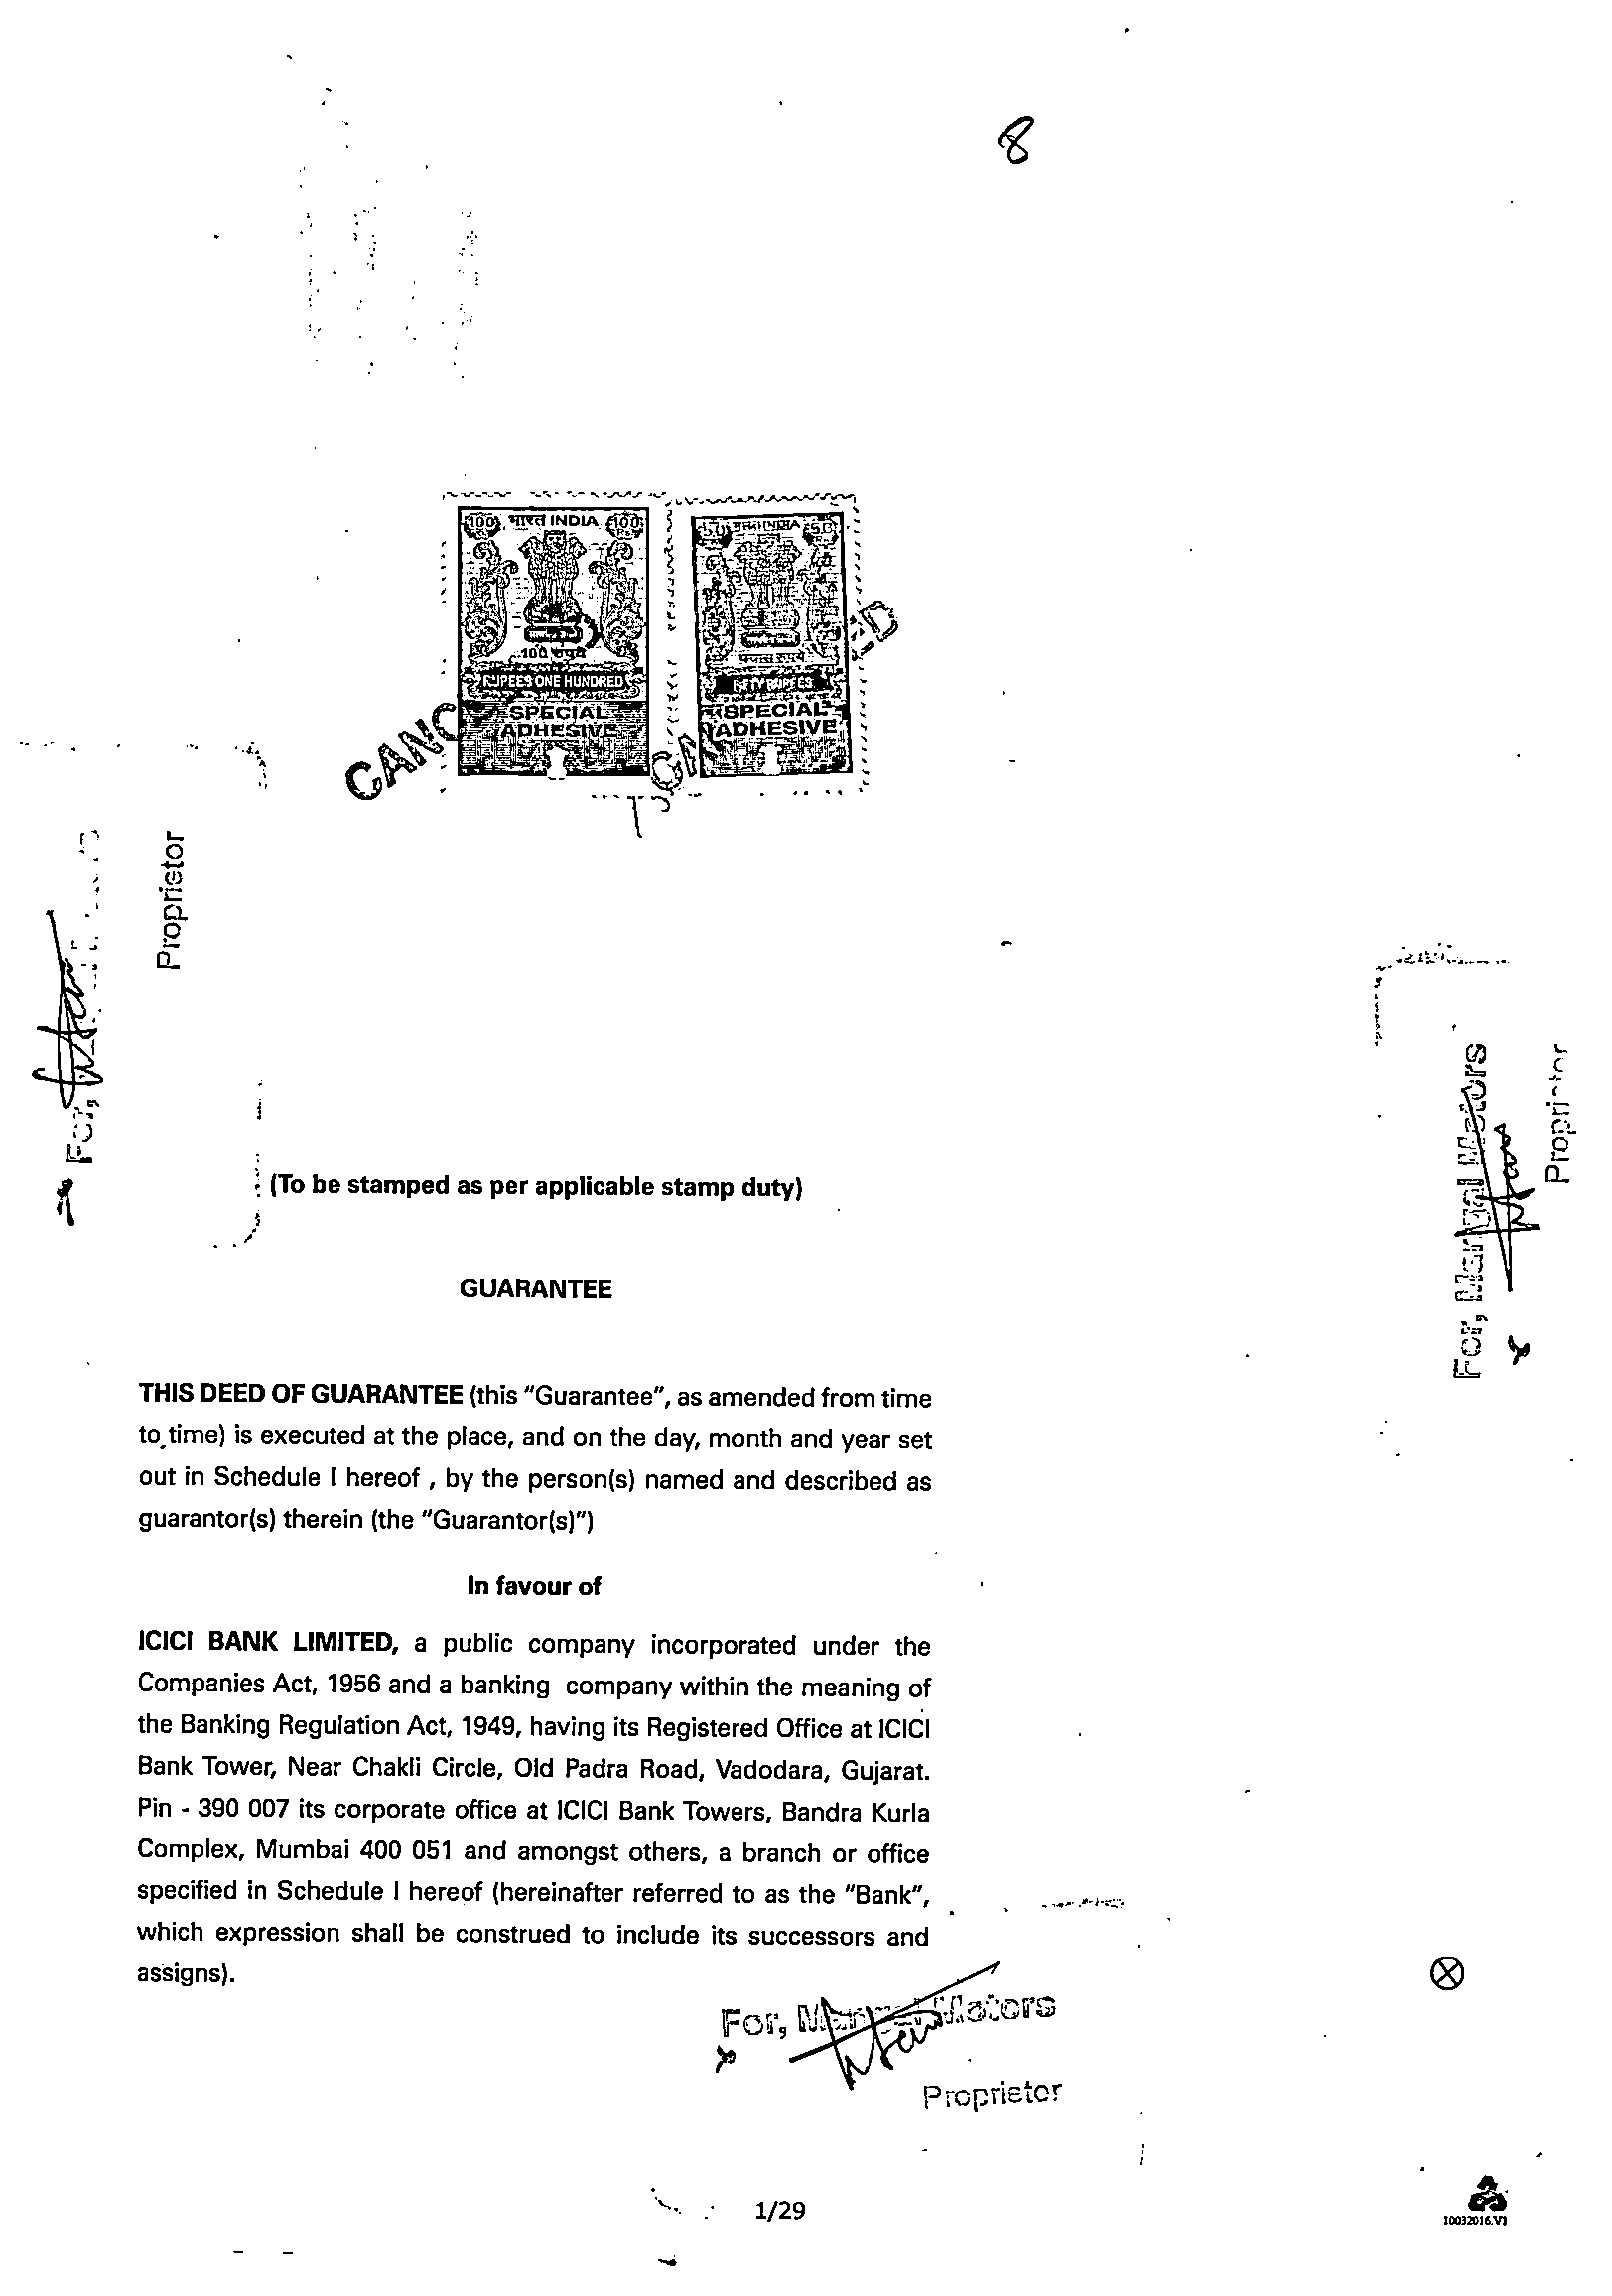 8
100 भारत INDIA 100
100 रुपये
RUPEES ONE HUNDRED
SPECIAL
ADHESIVE
INDIA
FIFTY RUPEES
SPECIAL
ADHESIVE
CANC
CA
ED
Proprietor
For,
For, Motors
Proprietor
(To be stamped as per applicable stamp duty)
GUARANTEE
THIS DEED OF GUARANTEE (this "Guarantee", as amended from time
to time) is executed at the place, and on the day, month and year set
out in Schedule I hereof , by the person(s) named and described as
guarantor(s) therein (the "Guarantor(s)")
In favour of
ICICI BANK LIMITED, a public company incorporated under the
Companies Act, 1956 and a banking company within the meaning of
the Banking Regulation Act, 1949, having its Registered Office at ICICI
Bank Tower, Near Chakli Circle, Old Padra Road, Vadodara, Gujarat.
Pin - 390 007 its corporate office at ICICI Bank Towers, Bandra Kurla
Complex, Mumbai 400 051 and amongst others, a branch or office
specified in Schedule I hereof (hereinafter referred to as the "Bank",
which expression shall be construed to include its successors and
assigns).
For, Motors
Proprietor
1/29
10032016.V1